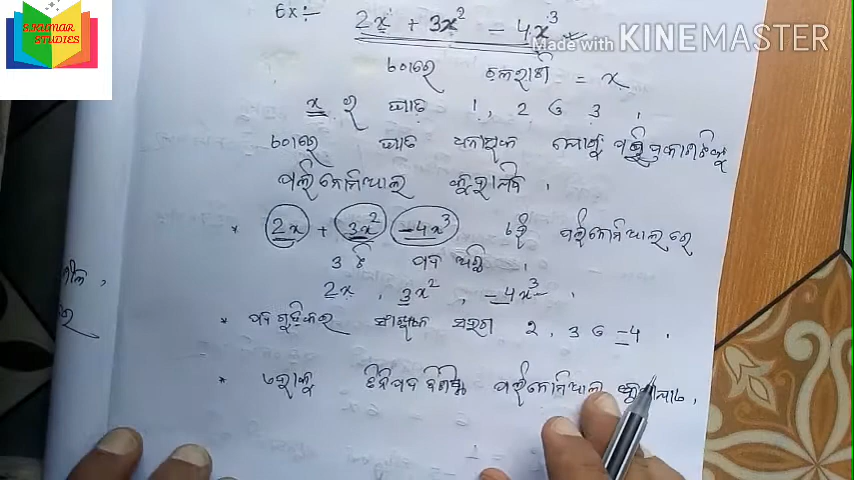 S.KUMAR
STUDIES
Made with KINEMASTER
Ex:- 2x + 3x² - 4x³
ଏଠାରେ ଚଳରାଶି = x
x ର ଘାତ 1, 2 ଓ 3 ,
ଏଠାରେ ଘାତ ଧନାତ୍ମକ
ପଲିନୋମିଆଲ କୁହାଯାଏ ।
* 2x + 3x² -4x³ ଏହି ପଲିନୋମିଆଲ ରେ
3 ଟି ପଦ ଅଛି ।
2x , 3x² , -4x³ .
* ପଦଗୁଡ଼ିକର ସହଗ 2, 3 ଓ -4 .
* ଏହାକୁ ତିନିପଦ ବିଶିଷ୍ଟ ପଲିନୋମିଆଲ